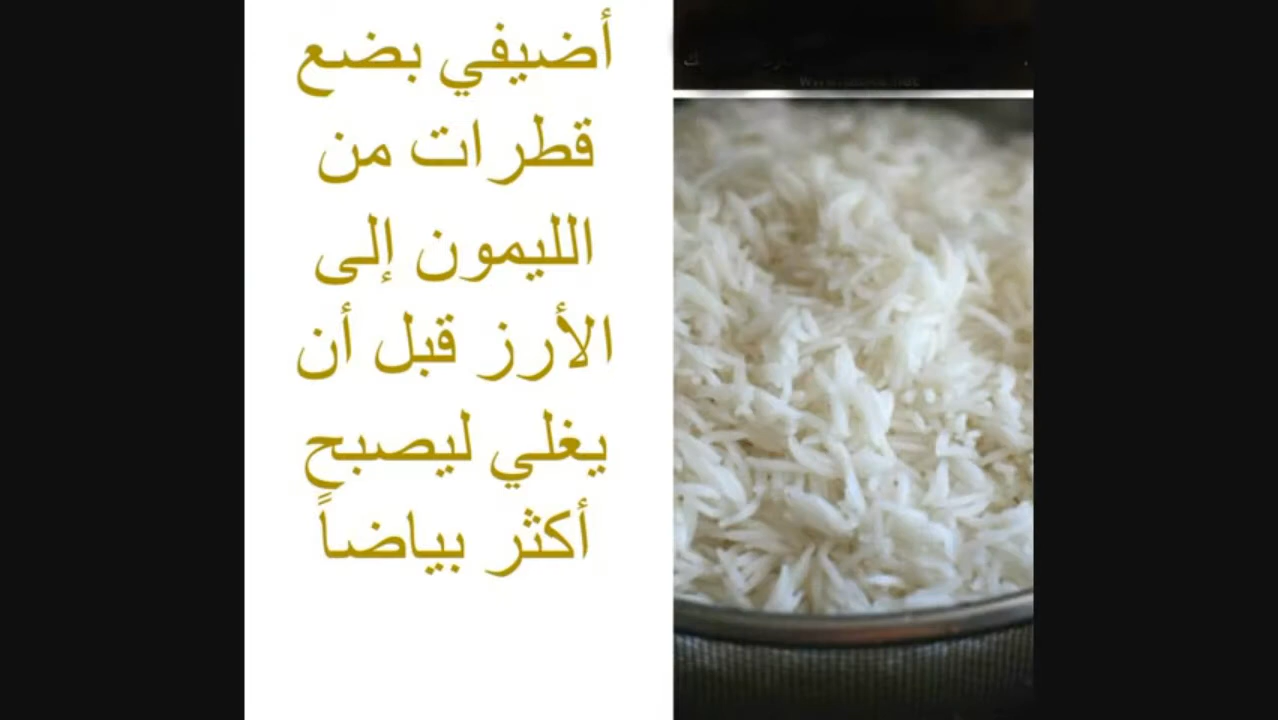 أضيفي بضع
قطرات من
الليمون إلى
الأرز قبل أن
يغلي ليصبح
أكثر بياضاً